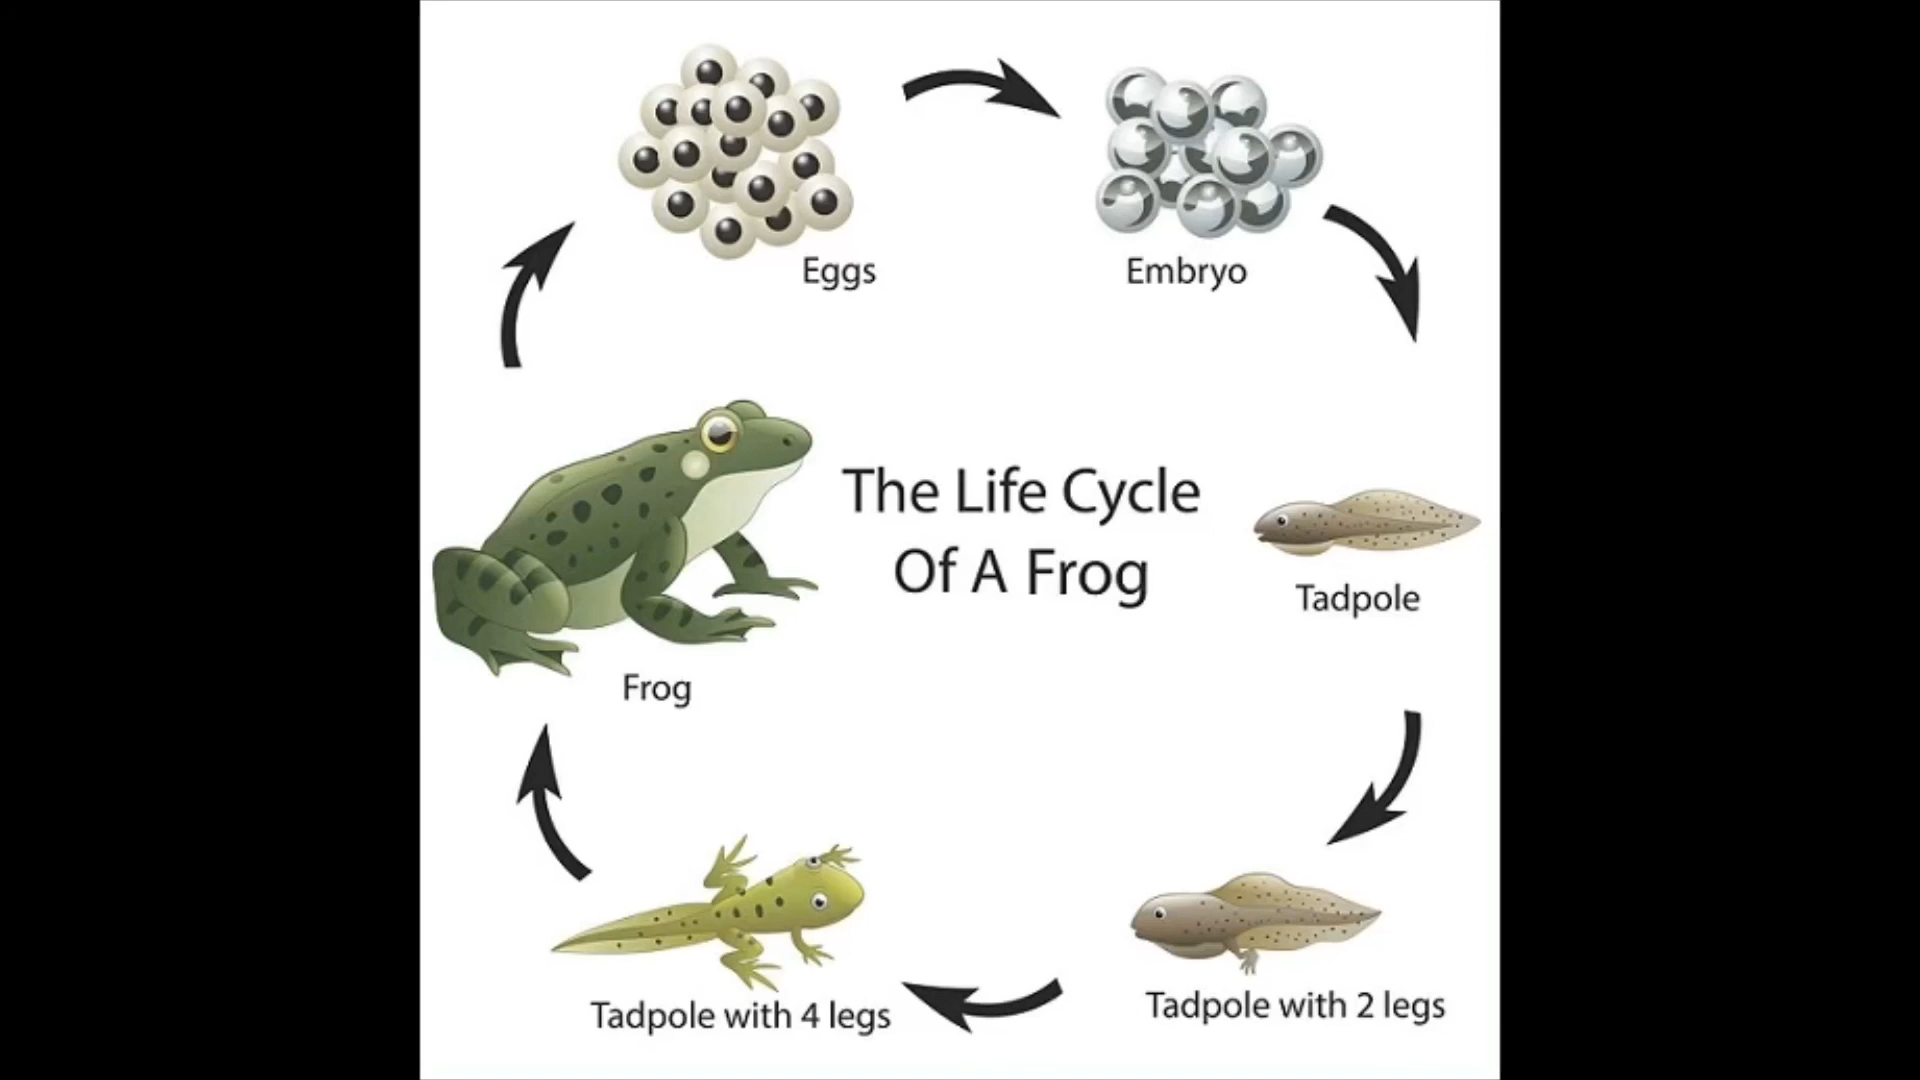 Eggs
Embryo
The Life Cycle
Of A Frog
Tadpole
Frog
Tadpole with 4 legs
Tadpole with 2 legs